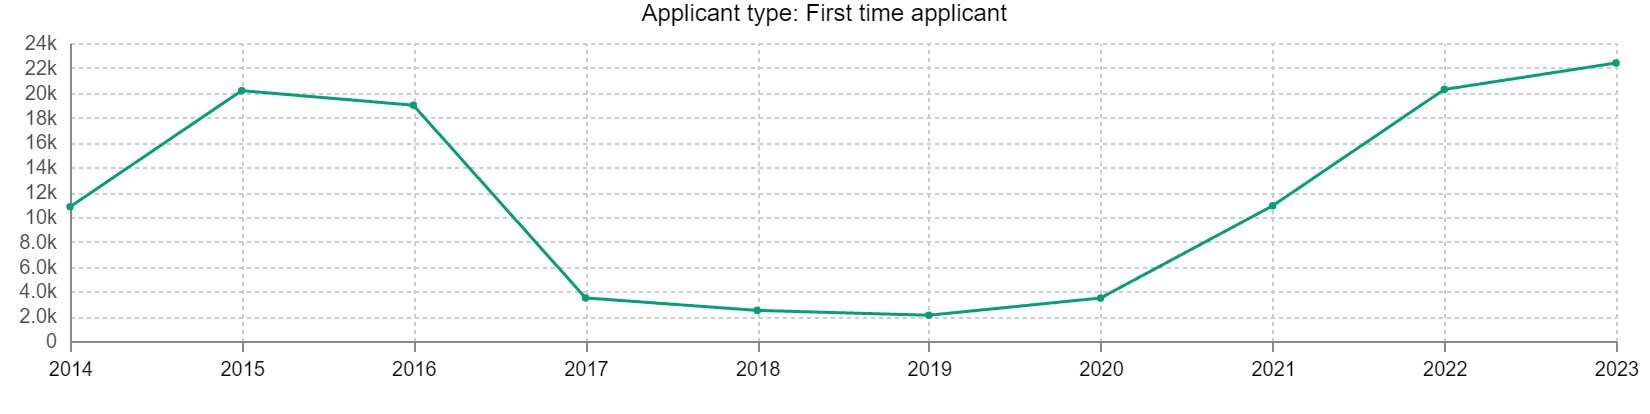 Applicant type: First time applicant
24k
22k
20k
18k
16k
14k
12k
10k
8.0k
6.0k
4.0k
2.0k
0
2014 2015 2016 2017 2018 2019 2020 2021 2022 2023